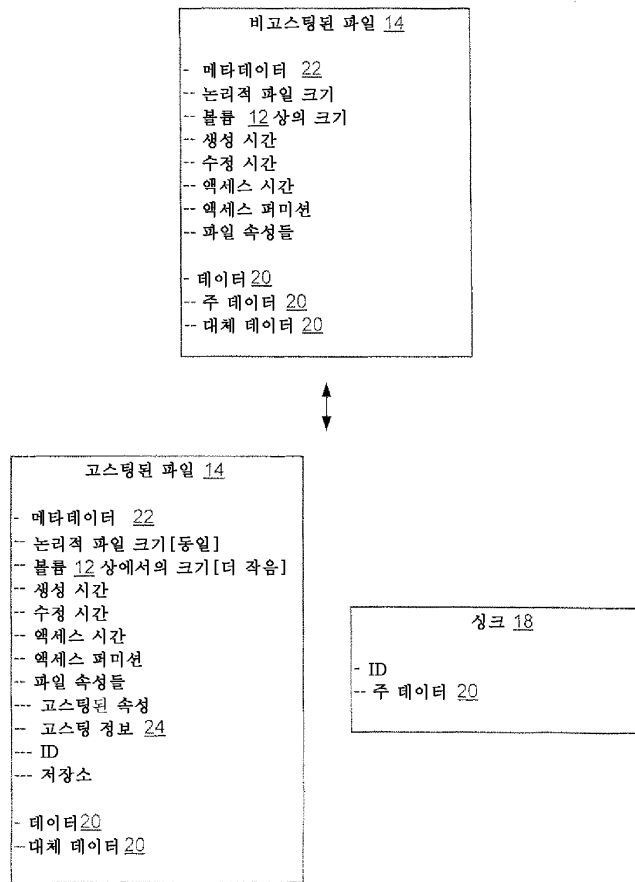 비고스팅된 파일 14
- 메타데이터 22
-- 논리적 파일 크기
-- 볼륨 12 상의 크기
-- 생성 시간
-- 수정 시간
-- 액세스 시간
-- 액세스 퍼미션
-- 파일 속성들
- 데이터 20
-- 주 데이터 20
-- 대체 데이터 20
고스팅된 파일 14
- 메타데이터 22
-- 논리적 파일 크기[동일]
-- 볼륨 12 상에서의 크기[더 작음]
-- 생성 시간
-- 수정 시간
-- 액세스 시간
-- 액세스 퍼미션
-- 파일 속성들
--- 고스팅된 속성
-- 고스팅 정보 24
--- ID
--- 저장소
- 데이터20
--대체 데이터 20
싱크 18
- ID
-- 주 데이터 20